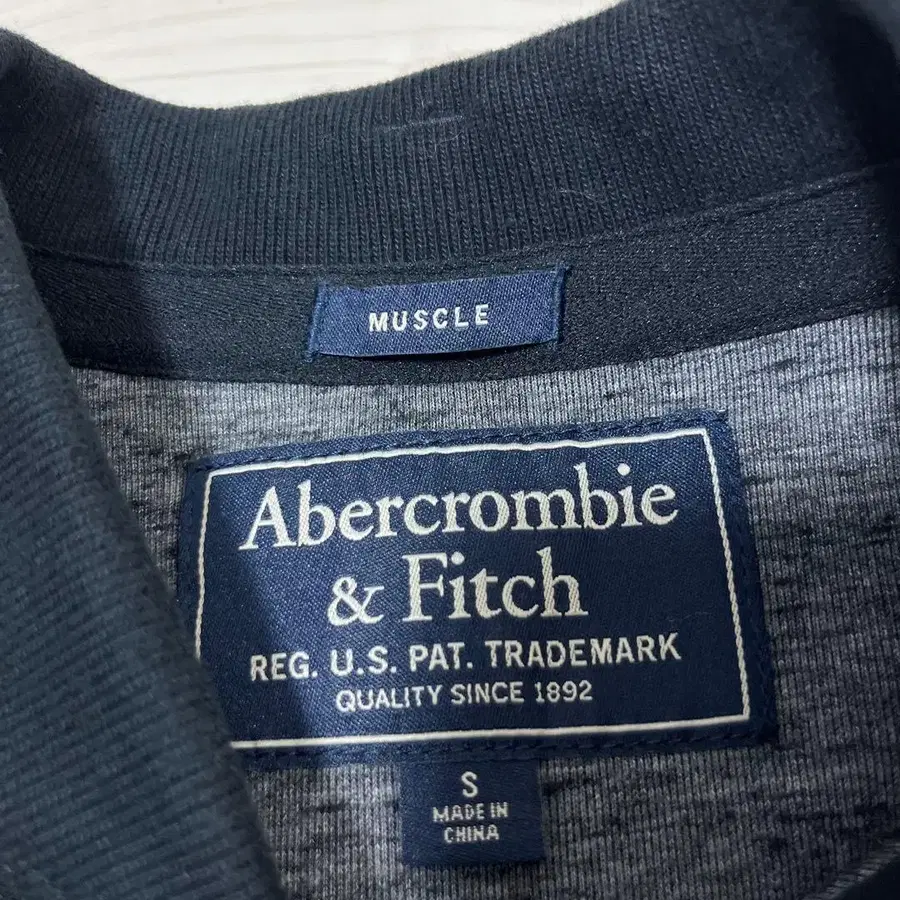 MUSCLE
Abercrombie
& Fitch
REG. U.S. PAT. TRADEMARK
QUALITY SINCE 1892
S
MADE IN
CHINA